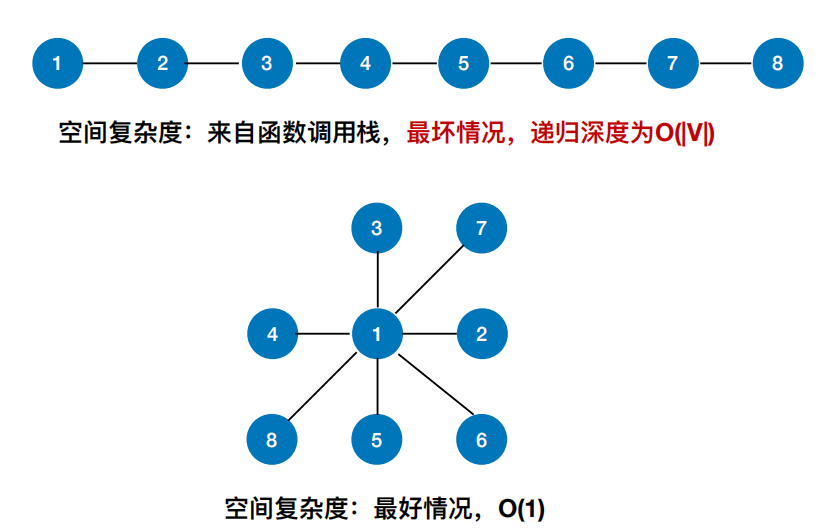 1 2 3 4 5 6 7 8
空间复杂度：来自函数调用栈，最坏情况，递归深度为O(|V|)
3 7
4 1 2
8 5 6
空间复杂度：最好情况，O(1)